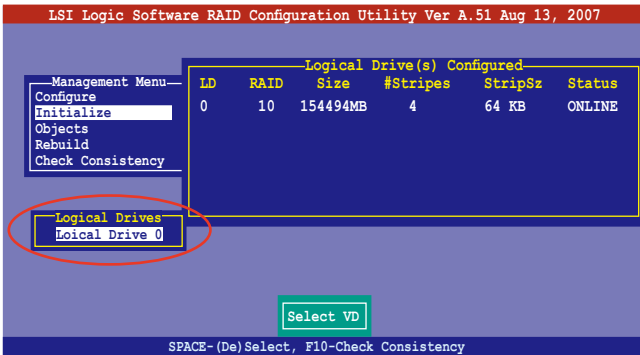 LSI Logic Software RAID Configuration Utility Ver A.51 Aug 13, 2007
Logical Drive(s) Configured
LD RAID Size #Stripes StripSz Status
0 10 154494MB 4 64 KB ONLINE
Management Menu
Configure
Initialize
Objects
Rebuild
Check Consistency
Logical Drives
Loical Drive 0
Select VD
SPACE-(De)Select, F10-Check Consistency